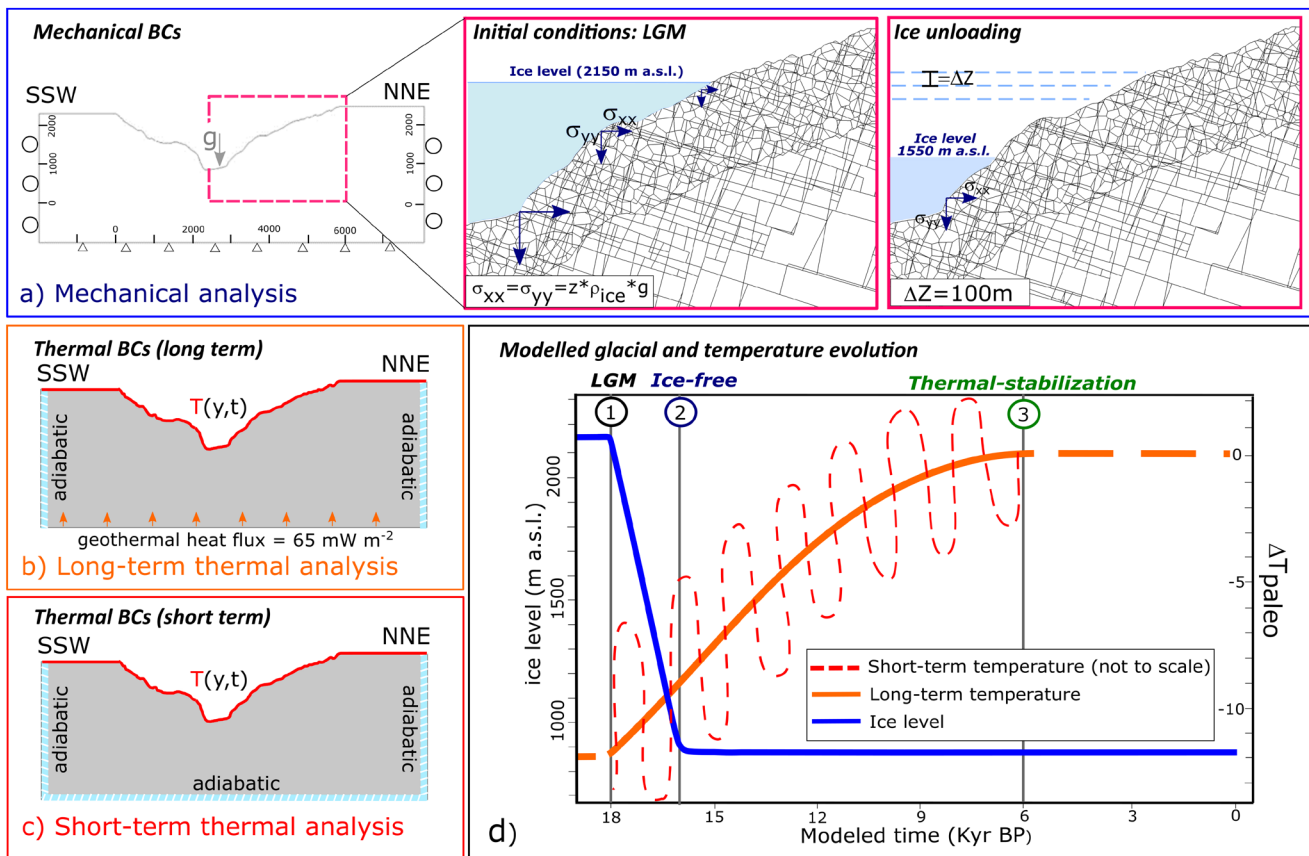 Mechanical BCs
SSW
NNE
2000
1000
0
g
2000
1000
0
0
2000
4000
6000
a) Mechanical analysis
Initial conditions: LGM
Ice level (2150 m a.s.l.)
σxx
σyy
σxx=σyy=z*ρice*g
Ice unloading
=ΔZ
Ice level
1550 m a.s.l.
σxx
σyy
ΔZ=100m
Thermal BCs (long term)
SSW
NNE
T(y,t)
adiabatic
adiabatic
geothermal heat flux = 65 mW m-2
b) Long-term thermal analysis
Thermal BCs (short term)
SSW
NNE
T(y,t)
adiabatic
adiabatic
adiabatic
c) Short-term thermal analysis
Modelled glacial and temperature evolution
LGM
Ice-free
Thermal-stabilization
1
2
3
ice level (m a.s.l.)
2000
1500
1000
0
-5
-10
ΔTpaleo
Short-term temperature (not to scale)
Long-term temperature
Ice level
18
15
12
9
6
3
0
Modeled time (Kyr BP)
d)